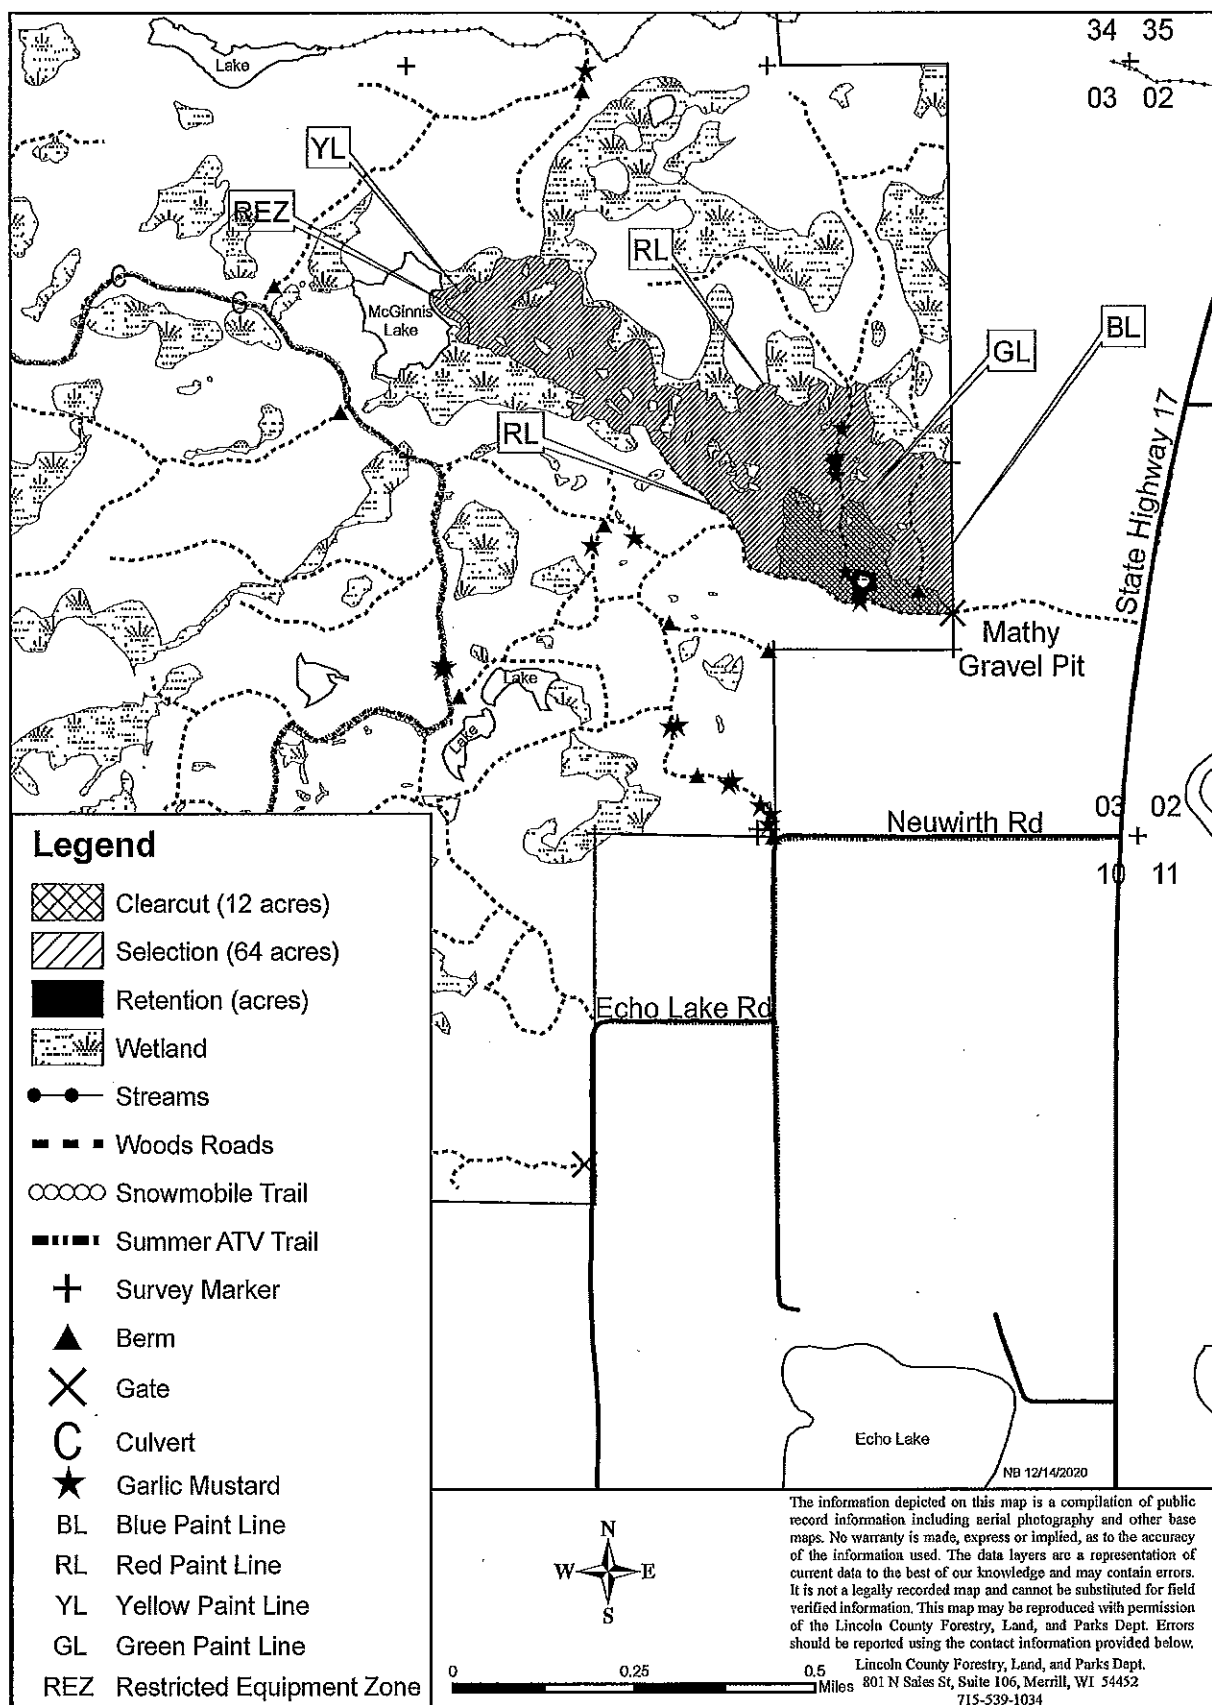 34 35
03 02
Lake
YL
REZ
RL
McGinnis
Lake
GL
BL
RL
State Highway 17
Mathy
Gravel Pit
Lake
Lake
03 02
Neuwirth Rd
10 11
Echo Lake Rd
Echo Lake
NB 12/14/2020
Legend
Clearcut (12 acres)
Selection (64 acres)
Retention (acres)
Wetland
Streams
Woods Roads
Snowmobile Trail
Summer ATV Trail
Survey Marker
Berm
Gate
C Culvert
Garlic Mustard
BL Blue Paint Line
RL Red Paint Line
YL Yellow Paint Line
GL Green Paint Line
REZ Restricted Equipment Zone
N
W E
S
0 0.25 0.5
Miles
The information depicted on this map is a compilation of public
record information including aerial photography and other base
maps. No warranty is made, express or implied, as to the accuracy
of the information used. The data layers are a representation of
current data to the best of our knowledge and may contain errors.
It is not a legally recorded map and cannot be substituted for field
verified information. This map may be reproduced with permission
of the Lincoln County Forestry, Land, and Parks Dept. Errors
should be reported using the contact information provided below.
Lincoln County Forestry, Land, and Parks Dept.
801 N Sales St, Suite 106, Merrill, WI 54452
715-539-1034